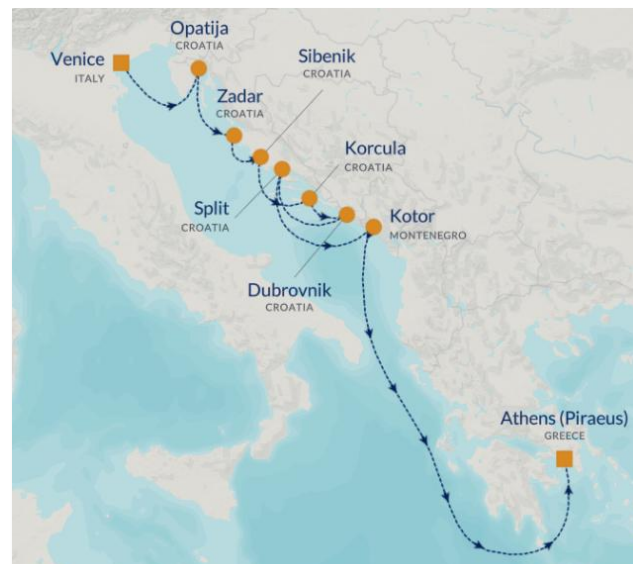 Opatija
CROATIA
Venice
ITALY
Sibenik
CROATIA
Zadar
CROATIA
Korcula
CROATIA
Split
CROATIA
Kotor
MONTENEGRO
Dubrovnik
CROATIA
Athens (Piraeus)
GREECE